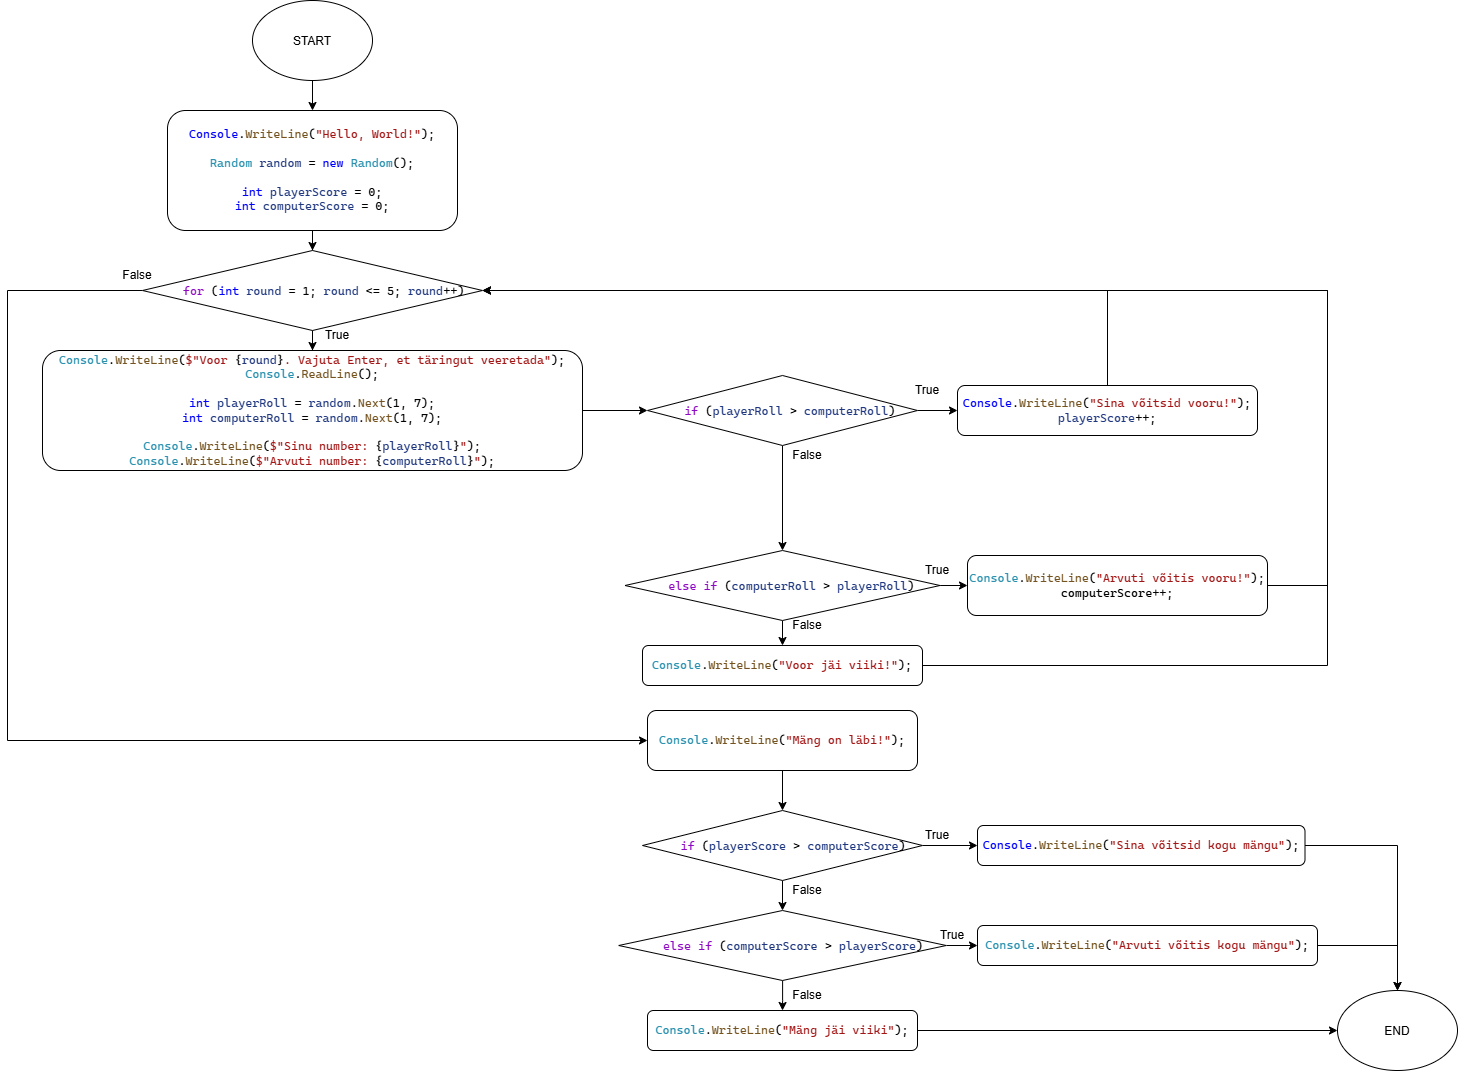 START
Console.WriteLine("Hello, World!");
Random random = new Random();
int playerScore = 0;
int computerScore = 0;
False
for (int round = 1; round <= 5; round++)
True
Console.WriteLine($"Voor {round}. Vajuta Enter, et täringut veeretada");
Console.ReadLine();
int playerRoll = random.Next(1, 7);
int computerRoll = random.Next(1, 7);
Console.WriteLine($"Sinu number: {playerRoll}");
Console.WriteLine($"Arvuti number: {computerRoll}");
if (playerRoll > computerRoll)
True
Console.WriteLine("Sina võitsid vooru!");
playerScore++;
False
else if (computerRoll > playerRoll)
True
Console.WriteLine("Arvuti võitis vooru!");
computerScore++;
False
Console.WriteLine("Voor jäi viiki!");
Console.WriteLine("Mäng on läbi!");
if (playerScore > computerScore)
True
Console.WriteLine("Sina võitsid kogu mängu");
False
else if (computerScore > playerScore)
True
Console.WriteLine("Arvuti võitis kogu mängu");
False
Console.WriteLine("Mäng jäi viiki");
END